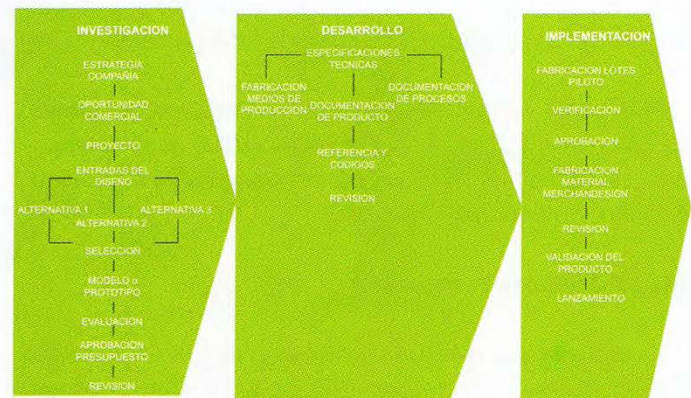 INVESTIGACION
ESTRATEGIA
COMPAÑIA
OPORTUNIDAD
COMERCIAL
PROYECTO
ENTRADAS DEL
DISEÑO
ALTERNATIVA 1
ALTERNATIVA 2
ALTERNATIVA 3
SELECCION
MODELO o
PROTOTIPO
EVALUACION
APROBACION
PRESUPUESTO
REVISION
DESARROLLO
ESPECIFICACIONES
TECNICAS
FABRICACION
MEDIOS DE
PRODUCCION
DOCUMENTACION
DE PRODUCTO
DOCUMENTACION
DE PROCESOS
REFERENCIA Y
CODIGOS
REVISION
IMPLEMENTACION
FABRICACION LOTES
PILOTO
VERIFICACION
APROBACION
FABRICACION
MATERIAL
MERCHANDESIGN
REVISION
VALIDACION DEL
PRODUCTO
LANZAMIENTO